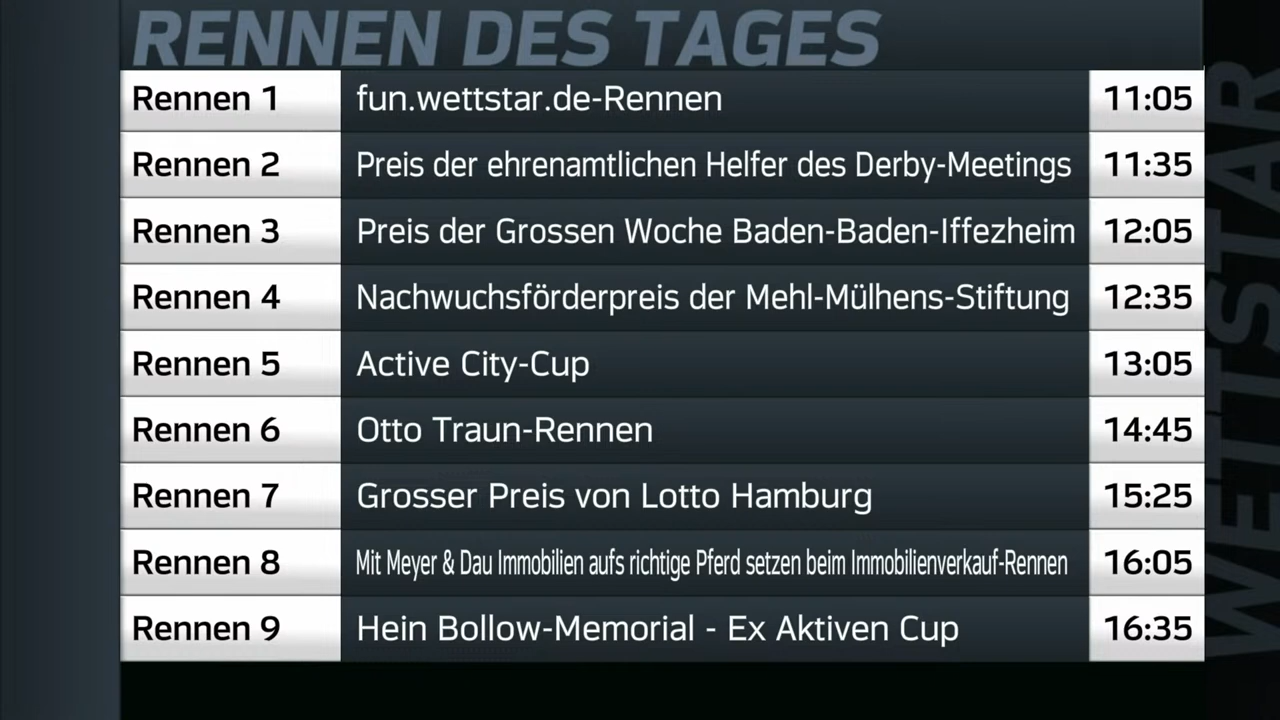 RENNEN DES TAGES
Rennen 1 fun.wettstar.de-Rennen 11:05
Rennen 2 Preis der ehrenamtlichen Helfer des Derby-Meetings 11:35
Rennen 3 Preis der Grossen Woche Baden-Baden-Iffezheim 12:05
Rennen 4 Nachwuchsförderpreis der Mehl-Mülhens-Stiftung 12:35
Rennen 5 Active City-Cup 13:05
Rennen 6 Otto Traun-Rennen 14:45
Rennen 7 Grosser Preis von Lotto Hamburg 15:25
Rennen 8 Mit Meyer & Dau Immobilien aufs richtige Pferd setzen beim Immobilienverkauf-Rennen 16:05
Rennen 9 Hein Bollow-Memorial - Ex Aktiven Cup 16:35
WETTSTAR